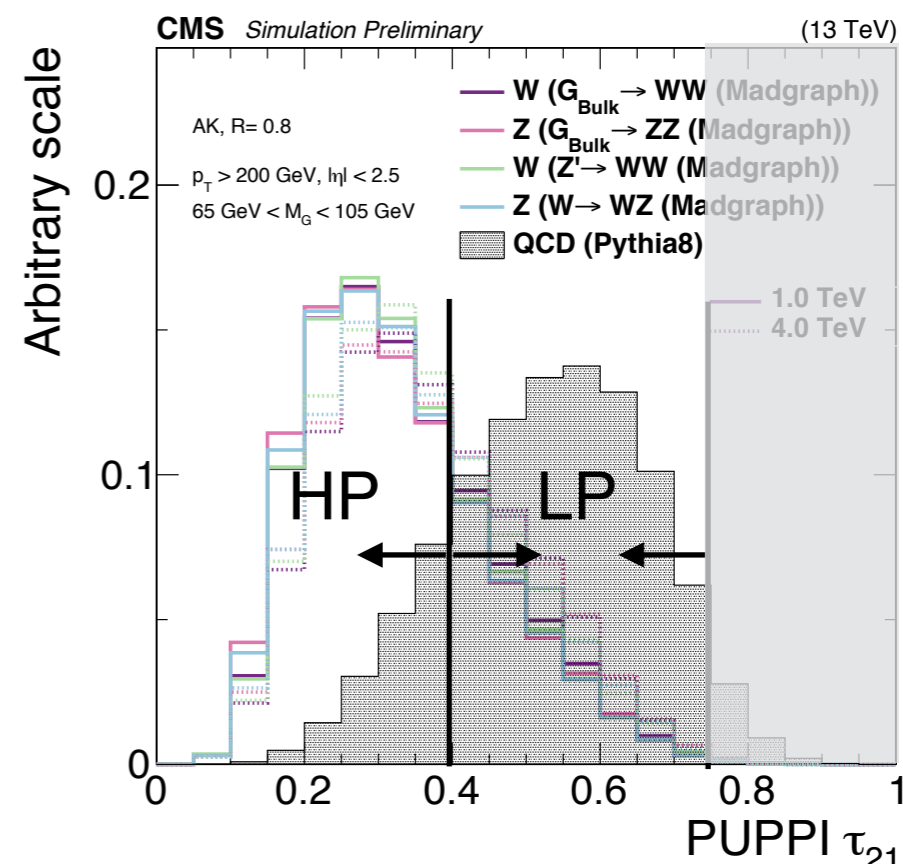 CMS Simulation Preliminary (13 TeV)
Arbitrary scale
AK, R= 0.8
p_T > 200 GeV, |η| < 2.5
65 GeV < M_G < 105 GeV
W (G_Bulk → WW (Madgraph))
Z (G_Bulk → ZZ (Madgraph))
W (Z'→ WW (Madgraph))
Z (W→ WZ (Madgraph))
QCD (Pythia8)
1.0 TeV
4.0 TeV
0.2
0.1
0
HP
LP
0 0.2 0.4 0.6 0.8 1
PUPPI τ_21